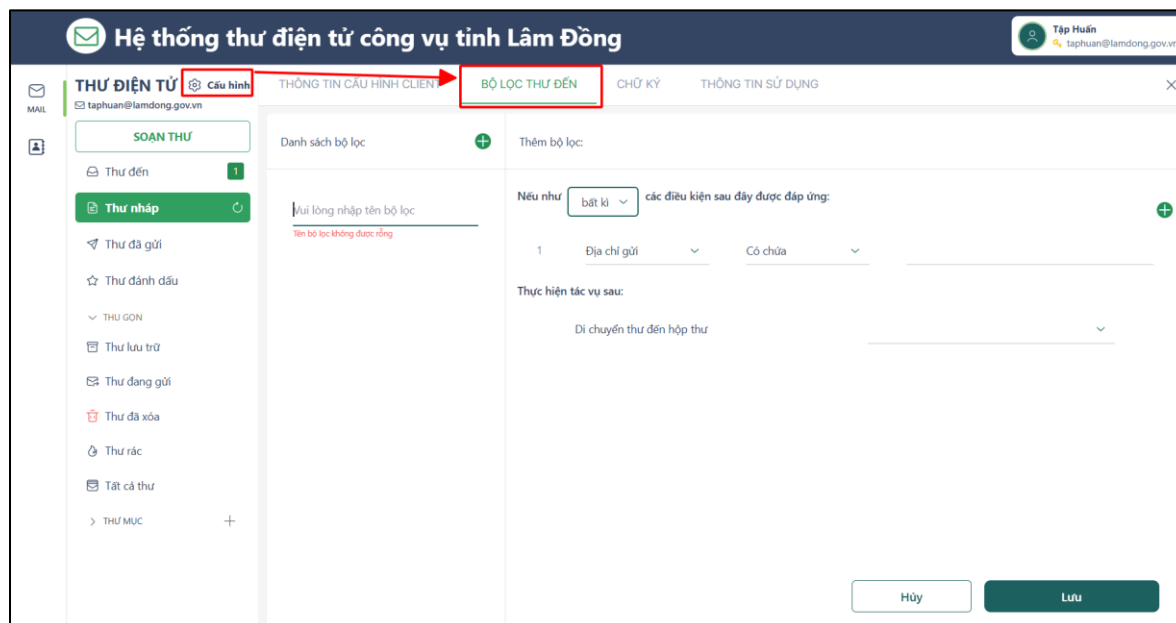 Hệ thống thư điện tử công vụ tỉnh Lâm Đồng
Tập Huấn
taphuan@lamdong.gov.vn
MAIL
THƯ ĐIỆN TỬ Cấu hình
taphuan@lamdong.gov.vn
SOẠN THƯ
Thư đến 1
Thư nháp
Thư đã gửi
Thư đánh dấu
THU GỌN
Thư lưu trữ
Thư đang gửi
Thư đã xóa
Thư rác
Tất cả thư
THƯ MỤC
THÔNG TIN CẤU HÌNH CLIENT BỘ LỌC THƯ ĐẾN CHỮ KÝ THÔNG TIN SỬ DỤNG
Danh sách bộ lọc
Vui lòng nhập tên bộ lọc
Tên bộ lọc không được rỗng
Thêm bộ lọc:
Nếu như bất kì các điều kiện sau đây được đáp ứng:
1 Địa chỉ gửi Có chứa
Thực hiện tác vụ sau:
Di chuyển thư đến hộp thư
Hủy Lưu